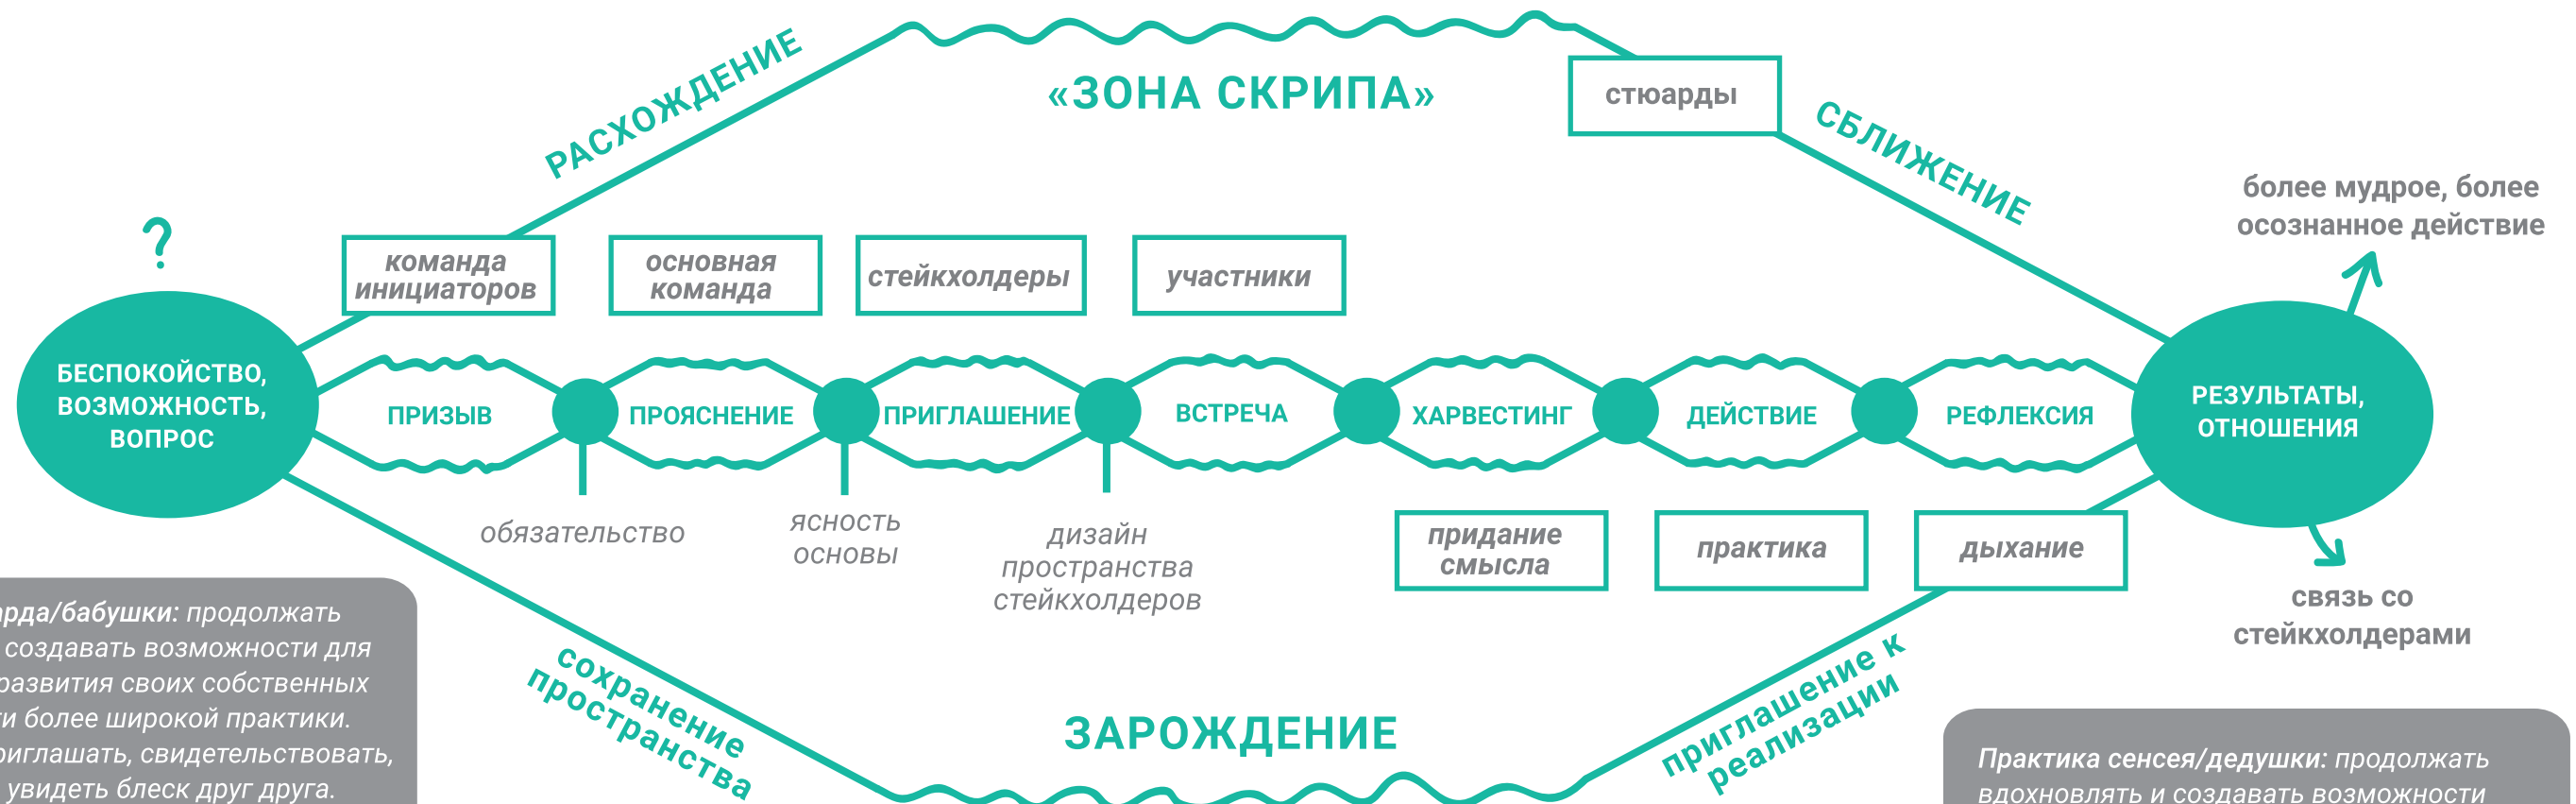 РАСХОЖДЕНИЕ
«ЗОНА СКРИПА»
стюарды
СБЛИЖЕНИЕ
более мудрое, более
осознанное действие
?
команда
инициаторов
основная
команда
стейкхолдеры
участники
БЕСПОКОЙСТВО,
ВОЗМОЖНОСТЬ,
ВОПРОС
ПРИЗЫВ
ПРОЯСНЕНИЕ
ПРИГЛАШЕНИЕ
ВСТРЕЧА
ХАРВЕСТИНГ
ДЕЙСТВИЕ
РЕФЛЕКСИЯ
РЕЗУЛЬТАТЫ,
ОТНОШЕНИЯ
обязательство
ясность
основы
дизайн
пространства
стейкхолдеров
придание
смысла
практика
дыхание
связь со
стейкхолдерами
сохранение
пространства
ЗАРОЖДЕНИЕ
приглашение к
реализации
продолжать
создавать возможности для
развития своих собственных
более широкой практики.
свидетельствовать,
увидеть блеск друг друга.
Практика сенсея/дедушки: продолжать
вдохновлять и создавать возможности